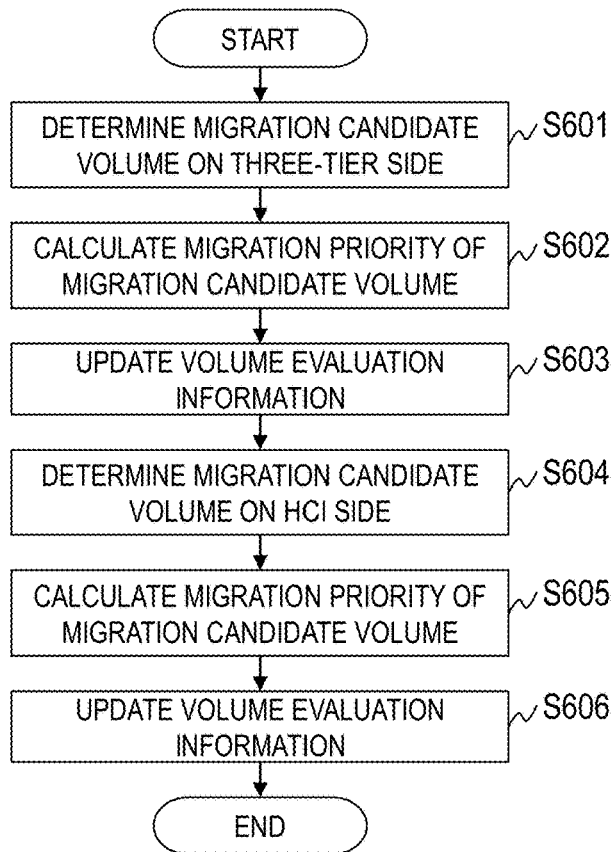 START
DETERMINE MIGRATION CANDIDATE
VOLUME ON THREE-TIER SIDE
S601
CALCULATE MIGRATION PRIORITY OF
MIGRATION CANDIDATE VOLUME
S602
UPDATE VOLUME EVALUATION
INFORMATION
S603
DETERMINE MIGRATION CANDIDATE
VOLUME ON HCI SIDE
S604
CALCULATE MIGRATION PRIORITY OF
MIGRATION CANDIDATE VOLUME
S605
UPDATE VOLUME EVALUATION
INFORMATION
S606
END